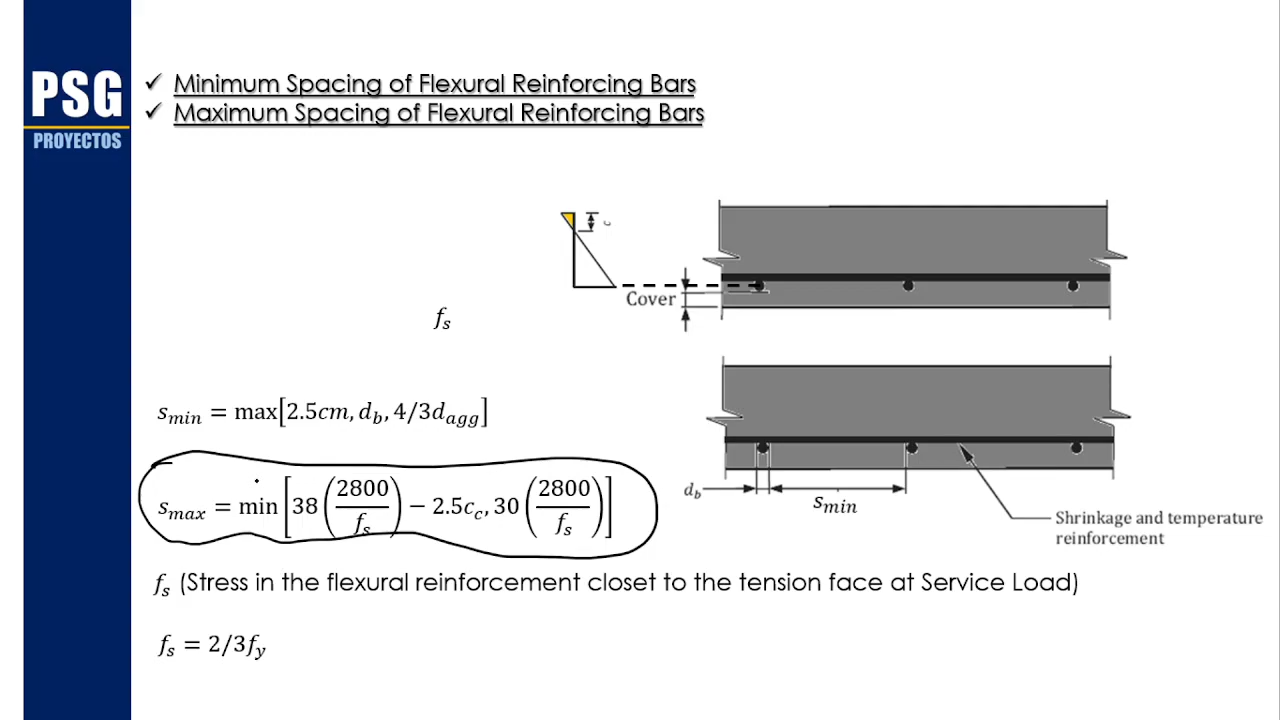 PSG
PROYECTOS
✓ Minimum Spacing of Flexural Reinforcing Bars
✓ Maximum Spacing of Flexural Reinforcing Bars
c
Cover
f_s
s_min = max[2.5cm, d_b, 4/3d_agg]
s_max = min[38(2800/f_s) − 2.5c_c, 30(2800/f_s)]
d_b
s_min
Shrinkage and temperature
reinforcement
f_s (Stress in the flexural reinforcement closet to the tension face at Service Load)
f_s = 2/3f_y